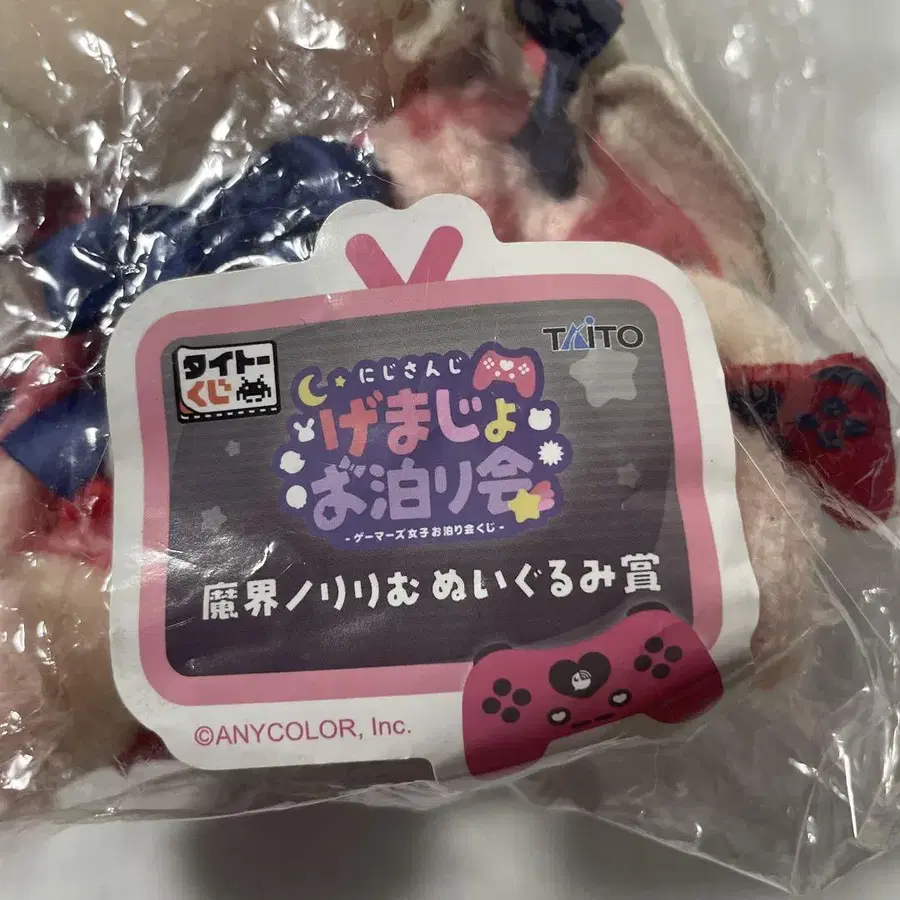 タイトー
くじ
TAITO
にじさんじ
げまじょ
お泊り会
-ゲーマーズ女子お泊り会くじ-
魔界ノりりむ ぬいぐるみ賞
©ANYCOLOR, Inc.